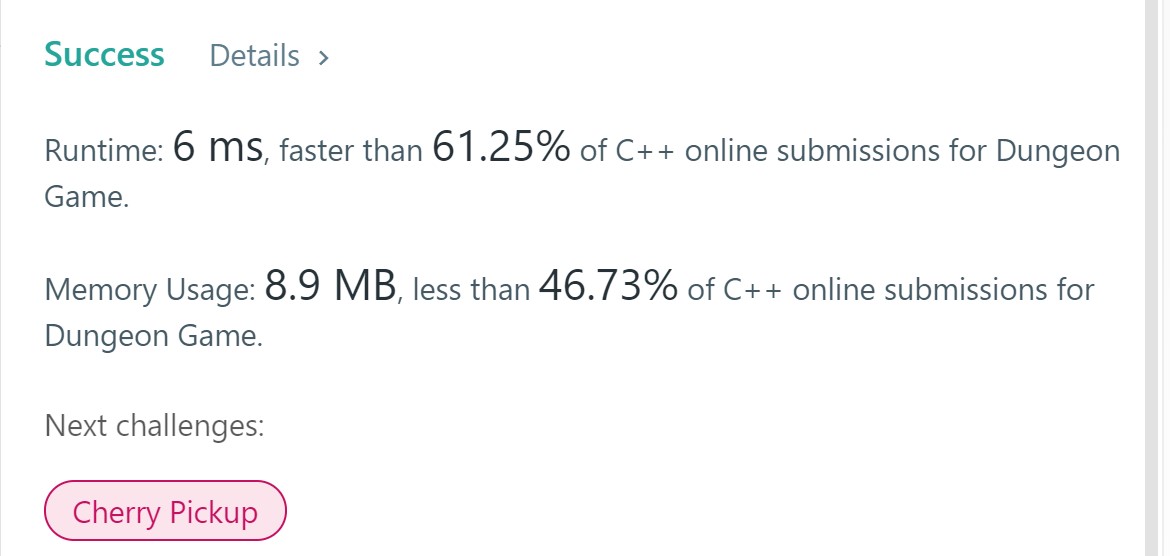 Success Details >
Runtime: 6 ms, faster than 61.25% of C++ online submissions for Dungeon
Game.
Memory Usage: 8.9 MB, less than 46.73% of C++ online submissions for
Dungeon Game.
Next challenges:
Cherry Pickup